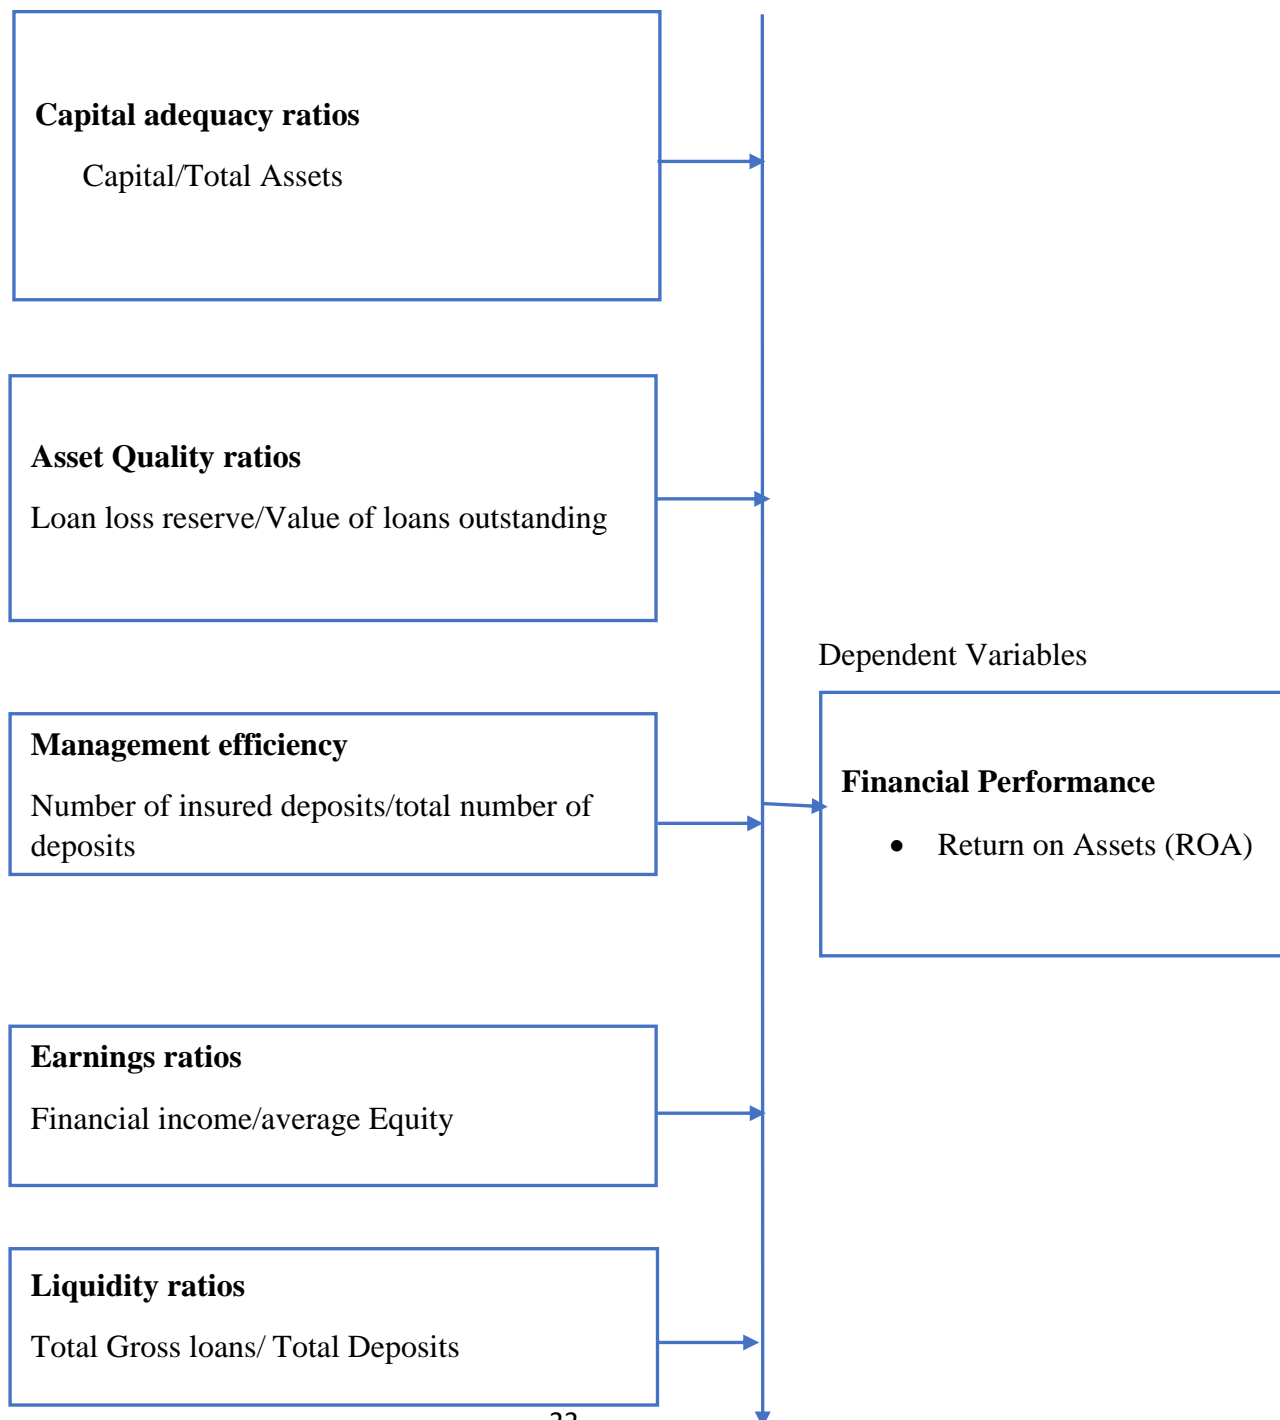 Capital adequacy ratios
Capital/Total Assets
Asset Quality ratios
Loan loss reserve/Value of loans outstanding
Management efficiency
Number of insured deposits/total number of
deposits
Earnings ratios
Financial income/average Equity
Liquidity ratios
Total Gross loans/ Total Deposits
Dependent Variables
Financial Performance
• Return on Assets (ROA)